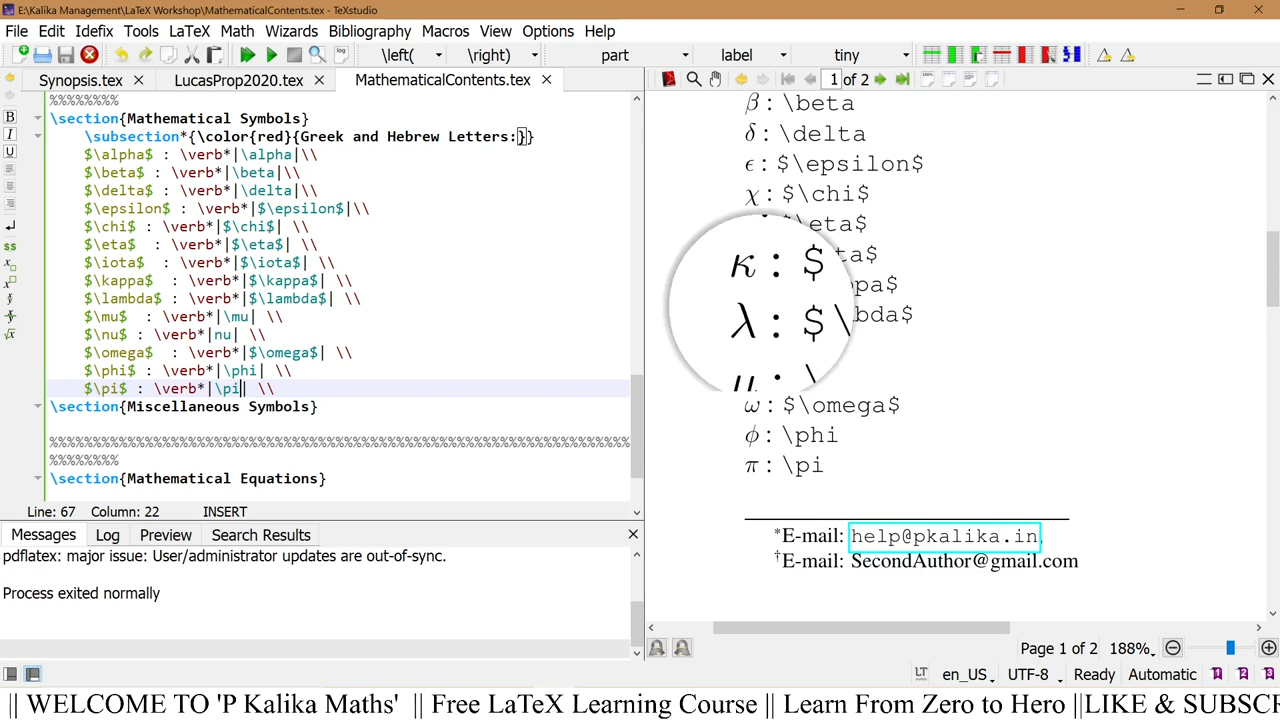 E:\Kalika Management\LaTeX Workshop\MathematicalContents.tex - TeXstudio
File Edit Idefix Tools LaTeX Math Wizards Bibliography Macros View Options Help
\left( \right) part label tiny
Synopsis.tex LucasProp2020.tex MathematicalContents.tex
1 of 2
%%%%%%%%
\section{Mathematical Symbols}
\subsection*{\color{red}{Greek and Hebrew Letters:}}
$\alpha$ : \verb*|\alpha|\\
$\beta$ : \verb*|\beta|\\
$\delta$ : \verb*|\delta|\\
$\epsilon$ : \verb*|$\epsilon$|\\
$\chi$ : \verb*|$\chi$| \\
$\eta$  : \verb*|$\eta$| \\
$\iota$ : \verb*|$\iota$| \\
$\kappa$ : \verb*|$\kappa$| \\
$\lambda$ : \verb*|$\lambda$| \\
$\mu$  : \verb*|\mu| \\
$\nu$ : \verb*|nu| \\
$\omega$  : \verb*|$\omega$| \\
$\phi$ : \verb*|\phi| \\
$\pi$ : \verb*|\pi| \\
\section{Miscellaneous Symbols}
%%%%%%%%%%%%%%%%%%%%%%%%%%%%%%%%%%%%%%%%%%%%%%%%%%%%%%%%%%%%%%%%%%
%%%%%%%%
\section{Mathematical Equations}
Line: 67 Column: 22 INSERT
Messages Log Preview Search Results
pdflatex: major issue: User/administrator updates are out-of-sync.
Process exited normally
β : \beta
δ : \delta
ϵ : $\epsilon$
χ : $\chi$
: $\eta$
ta$
pa$
κ : $
bda$
λ : $\
μ : \
ω : $\omega$
ϕ : \phi
π : \pi
*E-mail: help@pkalika.in,
†E-mail: SecondAuthor@gmail.com
Page 1 of 2 188%
en_US UTF-8 Ready Automatic
|| WELCOME TO 'P Kalika Maths' || Free LaTeX Learning Course || Learn From Zero to Hero ||LIKE & SUBSC